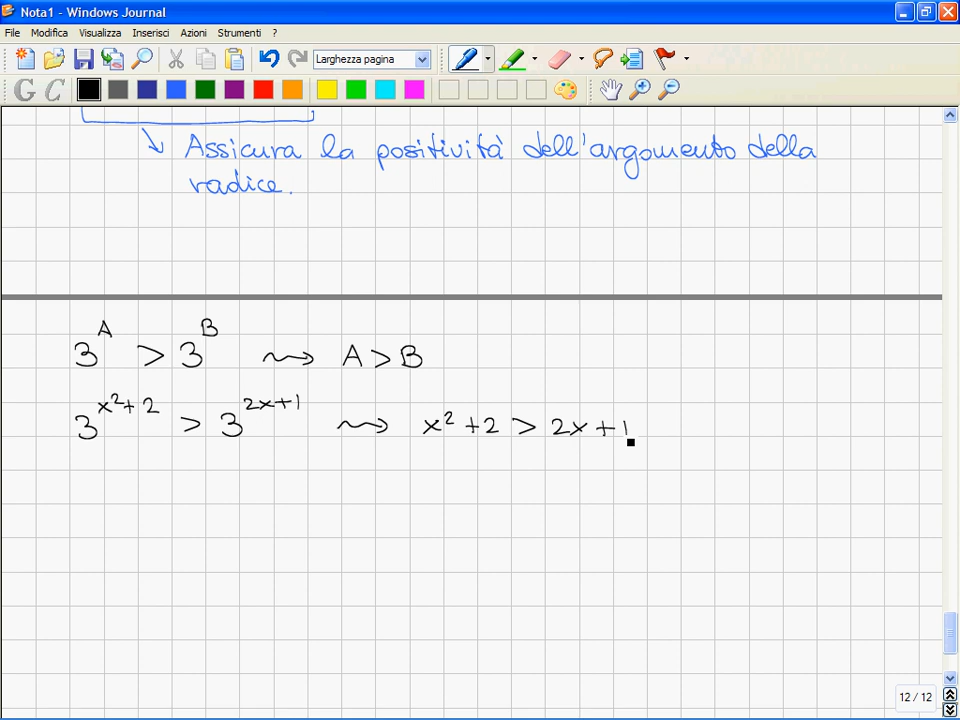 Nota1 - Windows Journal
File Modifica Visualizza Inserisci Azioni Strumenti ?
Larghezza pagina
G C
↳ Assicura la positività dell'argomento della
radice.
3^A > 3^B ⇝ A > B
3^{x²+2} > 3^{2x+1} ⇝ x² + 2 > 2x + 1
12 / 12